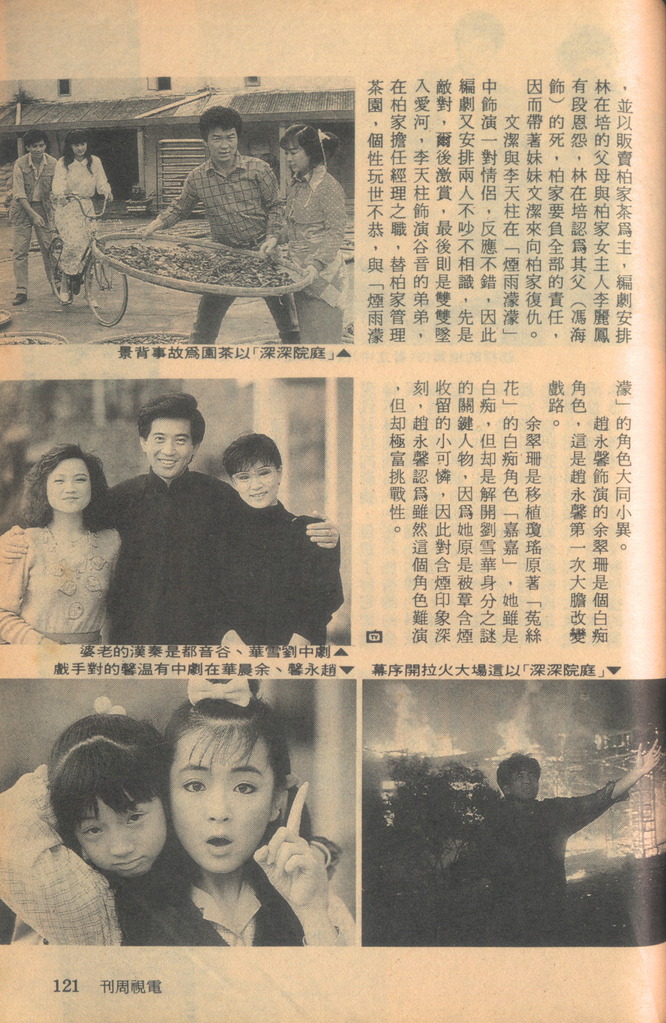 ，並以販賣柏家茶爲主，編劇安排
林在培的父母與柏家女主人李麗鳳
有段恩怨，林在培認爲其父（馮海
飾）的死，柏家要負全部的責任，
因而帶著妹妹文潔來向柏家復仇。
文潔與李天柱在「煙雨濛濛」
中飾演一對情侶，反應不錯，因此
編劇又安排兩人不吵不相識，先是
敵對，爾後激賞，最後則是雙雙墜
入愛河，李天柱飾演谷音的弟弟，
在柏家擔任經理之職，替柏家管理
茶園，個性玩世不恭，與「煙雨濛
濛」的角色大同小異。
趙永馨飾演的余翠珊是個白痴
角色，這是趙永馨第一次大膽改變
戲路。
余翠珊是移植瓊瑤原著「菟絲
花」的白痴角色「嘉嘉」，她雖是
白痴，但却是解開劉雪華身分之謎
的關鍵人物，因爲她原是被章含煙
收留的小可憐，因此對含煙印象深
刻，趙永馨認爲雖然這個角色難演
，但却極富挑戰性。
TV
景背事故爲園茶以「深深院庭」▲
婆老的漢秦是都音谷、華雪劉中劇▲
戲手對的馨温有中劇在華晨余、馨永趙▼
幕序開拉火大場這以「深深院庭」▼
121 刊周視電